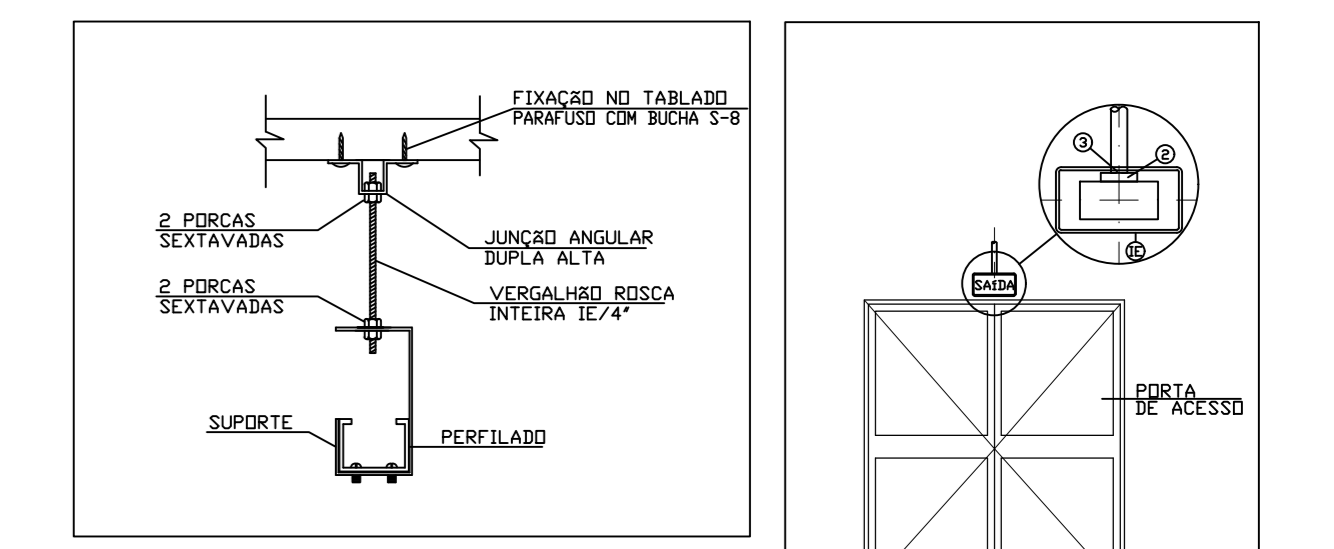 FIXAÇÃO NO TABLADO
PARAFUSO COM BUCHA S-8
2 PORCAS
SEXTAVADAS
JUNÇÃO ANGULAR
DUPLA ALTA
2 PORCAS
SEXTAVADAS
VERGALHÃO ROSCA
INTEIRA IE/4"
SUPORTE
PERFILADO
3
2
IE
SAÍDA
PORTA
DE ACESSO